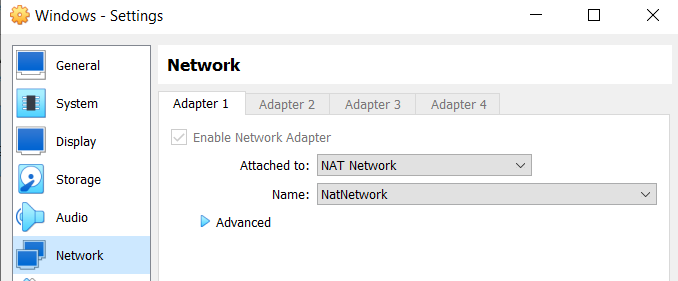 Windows - Settings
General
System
Display
Storage
Audio
Network
Network
Adapter 1 Adapter 2 Adapter 3 Adapter 4
Enable Network Adapter
Attached to: NAT Network
Name: NatNetwork
Advanced